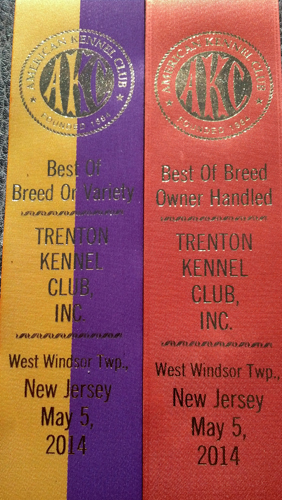 AMERICAN KENNEL CLUB
AKC
FOUNDED 1884
Best Of
Breed Or Variety
TRENTON
KENNEL
CLUB,
INC.
West Windsor Twp.,
New Jersey
May 5,
2014
AMERICAN KENNEL CLUB
AKC
FOUNDED 1884
Best Of Breed
Owner Handled
TRENTON
KENNEL
CLUB,
INC.
West Windsor Twp.,
New Jersey
May 5,
2014